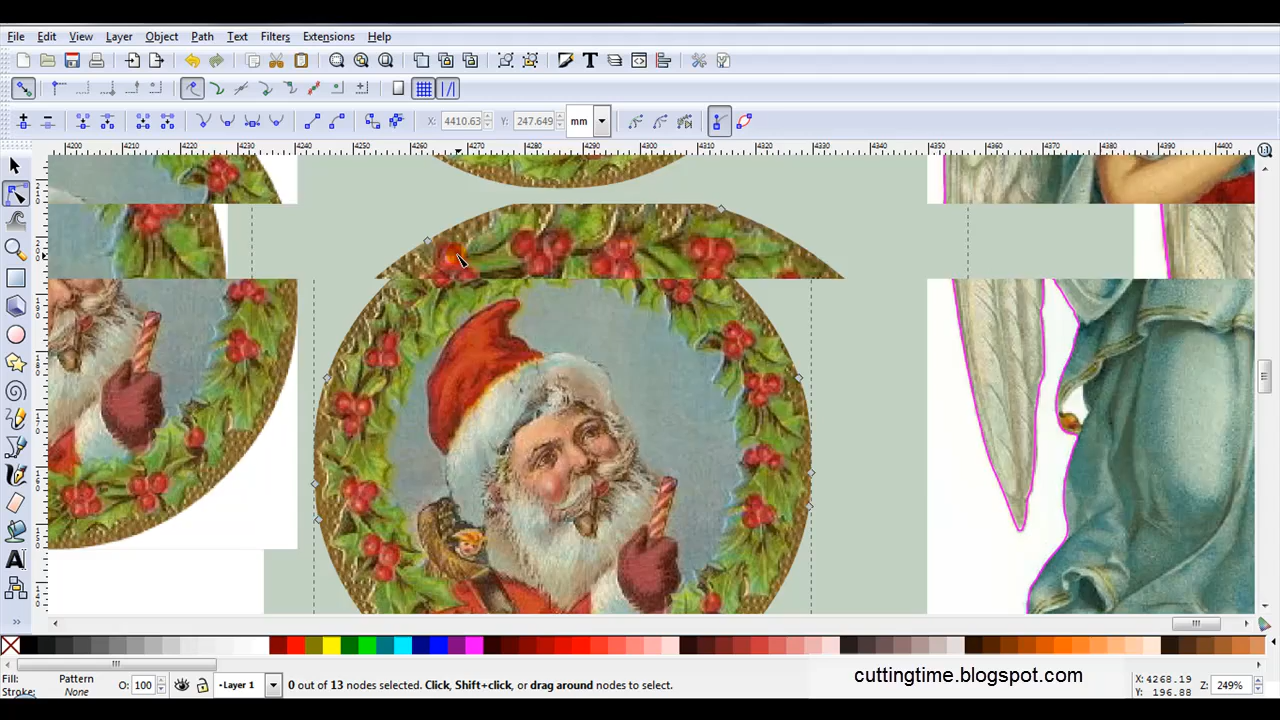 File Edit View Layer Object Path Text Filters Extensions Help
X: 4410.63 Y: 247.649 mm
4200 4210 4220 4230 4240 4250 4260 4270 4280 4290 4300 4310 4320 4330 4340 4350 4360 4370 4380 4390 4400
Fill: Pattern O: 100 Layer 1 0 out of 13 nodes selected. Click, Shift+click, or drag around nodes to select. cuttingtime.blogspot.com X: 4268.19 Z: 249%
Stroke: None Y: 196.88